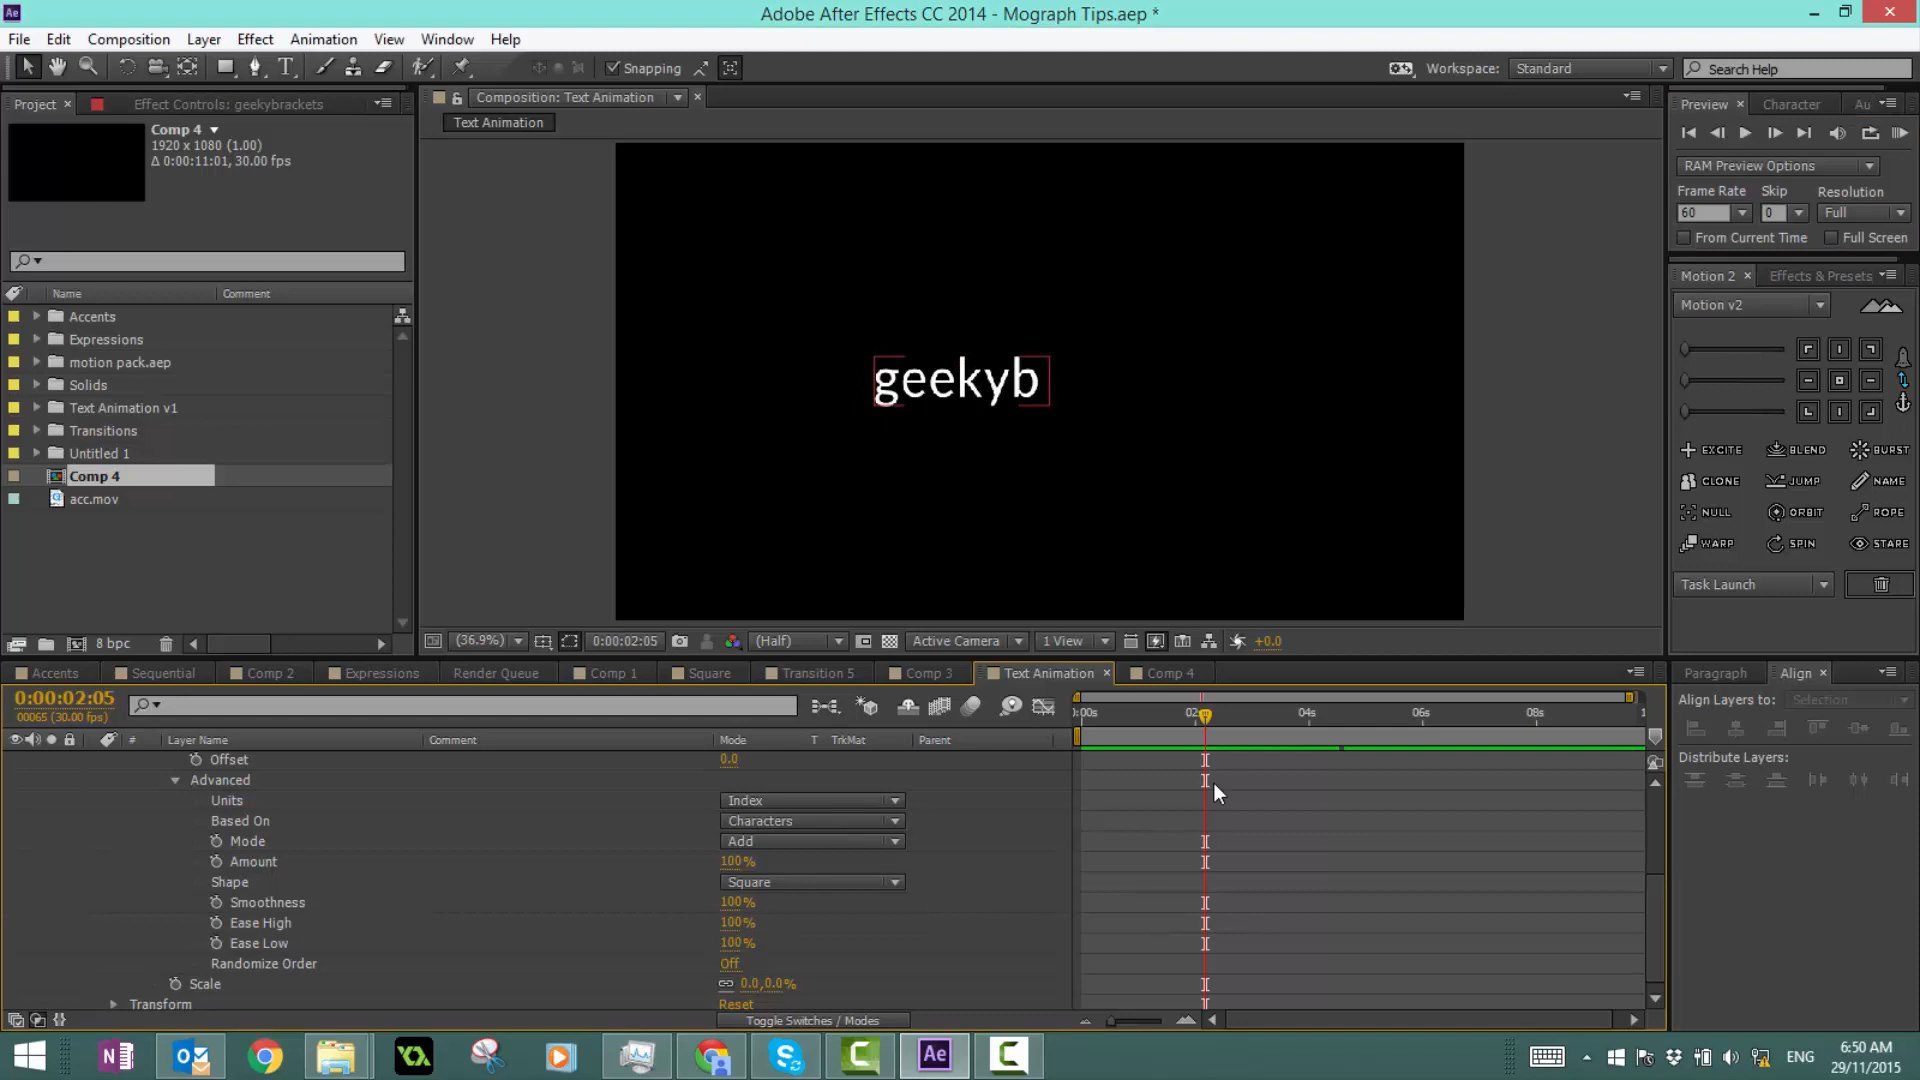 Ae
Adobe After Effects CC 2014 - Mograph Tips.aep *
File Edit Composition Layer Effect Animation View Window Help
Snapping
Workspace: Standard
Search Help
Project Effect Controls: geekybrackets
Composition: Text Animation
Preview Character Au
Text Animation
Comp 4
1920 x 1080 (1.00)
Δ 0:00:11:01, 30.00 fps
RAM Preview Options
Frame Rate Skip Resolution
60 0 Full
From Current Time Full Screen
Motion 2 Effects & Presets
Motion v2
Name Comment
Accents
Expressions
motion pack.aep
Solids
Text Animation v1
Transitions
Untitled 1
Comp 4
acc.mov
geekyb
EXCITE BLEND BURST
CLONE JUMP NAME
NULL ORBIT ROPE
WARP SPIN STARE
Task Launch
8 bpc
(36.9%) 0:00:02:05 (Half) Active Camera 1 View +0.0
Accents Sequential Comp 2 Expressions Render Queue Comp 1 Square Transition 5 Comp 3 Text Animation Comp 4
Paragraph Align
0:00:02:05
00065 (30.00 fps)
Align Layers to: Selection
:00s 02 04s 06s 08s 1
# Layer Name Comment Mode T TrkMat Parent
Distribute Layers:
Offset 0.0
Advanced
Units Index
Based On Characters
Mode Add
Amount 100%
Shape Square
Smoothness 100%
Ease High 100%
Ease Low 100%
Randomize Order Off
Scale 0.0,0.0%
Transform Reset
Toggle Switches / Modes
Ae
ENG
6:50 AM
29/11/2015